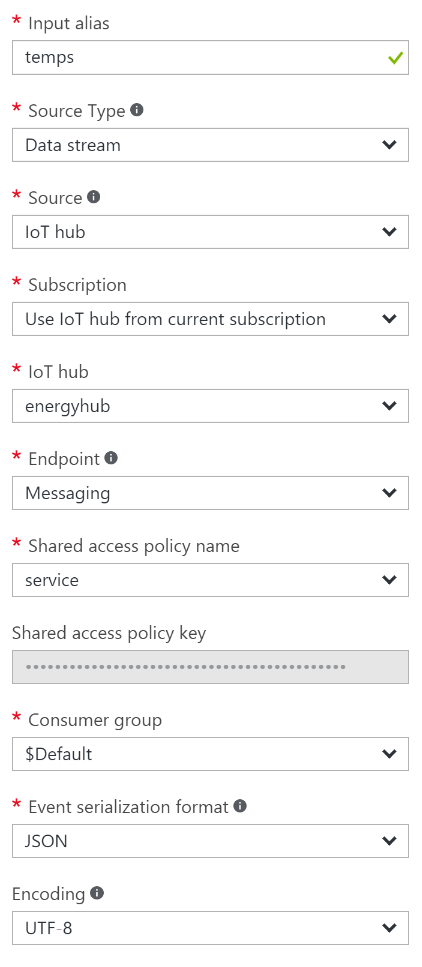 * Input alias
temps
* Source Type
Data stream
* Source
IoT hub
* Subscription
Use IoT hub from current subscription
* IoT hub
energyhub
* Endpoint
Messaging
* Shared access policy name
service
Shared access policy key
••••••••••••••••••••••••••••••••••••••••••••
* Consumer group
$Default
* Event serialization format
JSON
Encoding
UTF-8